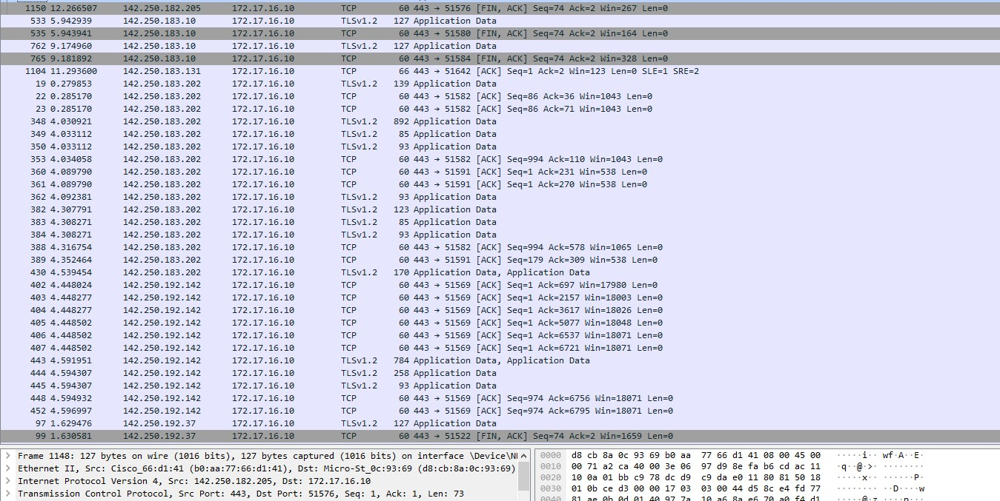 1150 12.266507 142.250.182.205 172.17.16.10 TCP 60 443 → 51576 [FIN, ACK] Seq=74 Ack=2 Win=267 Len=0
533 5.942939 142.250.183.10 172.17.16.10 TLSv1.2 127 Application Data
535 5.943941 142.250.183.10 172.17.16.10 TCP 60 443 → 51580 [FIN, ACK] Seq=74 Ack=2 Win=164 Len=0
762 9.174960 142.250.183.10 172.17.16.10 TLSv1.2 127 Application Data
765 9.181892 142.250.183.10 172.17.16.10 TCP 60 443 → 51584 [FIN, ACK] Seq=74 Ack=2 Win=328 Len=0
1104 11.293600 142.250.183.131 172.17.16.10 TCP 66 443 → 51642 [ACK] Seq=1 Ack=2 Win=123 Len=0 SLE=1 SRE=2
19 0.279853 142.250.183.202 172.17.16.10 TLSv1.2 139 Application Data
22 0.285170 142.250.183.202 172.17.16.10 TCP 60 443 → 51582 [ACK] Seq=86 Ack=36 Win=1043 Len=0
23 0.285170 142.250.183.202 172.17.16.10 TCP 60 443 → 51582 [ACK] Seq=86 Ack=71 Win=1043 Len=0
348 4.030921 142.250.183.202 172.17.16.10 TLSv1.2 892 Application Data
349 4.033112 142.250.183.202 172.17.16.10 TLSv1.2 85 Application Data
350 4.033112 142.250.183.202 172.17.16.10 TLSv1.2 93 Application Data
353 4.034058 142.250.183.202 172.17.16.10 TCP 60 443 → 51582 [ACK] Seq=994 Ack=110 Win=1043 Len=0
360 4.089790 142.250.183.202 172.17.16.10 TCP 60 443 → 51591 [ACK] Seq=1 Ack=231 Win=538 Len=0
361 4.089790 142.250.183.202 172.17.16.10 TCP 60 443 → 51591 [ACK] Seq=1 Ack=270 Win=538 Len=0
362 4.092381 142.250.183.202 172.17.16.10 TLSv1.2 93 Application Data
382 4.307791 142.250.183.202 172.17.16.10 TLSv1.2 123 Application Data
383 4.308271 142.250.183.202 172.17.16.10 TLSv1.2 85 Application Data
384 4.308271 142.250.183.202 172.17.16.10 TLSv1.2 93 Application Data
388 4.316754 142.250.183.202 172.17.16.10 TCP 60 443 → 51582 [ACK] Seq=994 Ack=578 Win=1065 Len=0
389 4.352464 142.250.183.202 172.17.16.10 TCP 60 443 → 51591 [ACK] Seq=179 Ack=309 Win=538 Len=0
430 4.539454 142.250.183.202 172.17.16.10 TLSv1.2 170 Application Data, Application Data
402 4.448024 142.250.192.142 172.17.16.10 TCP 60 443 → 51569 [ACK] Seq=1 Ack=697 Win=17980 Len=0
403 4.448277 142.250.192.142 172.17.16.10 TCP 60 443 → 51569 [ACK] Seq=1 Ack=2157 Win=18003 Len=0
404 4.448277 142.250.192.142 172.17.16.10 TCP 60 443 → 51569 [ACK] Seq=1 Ack=3617 Win=18026 Len=0
405 4.448502 142.250.192.142 172.17.16.10 TCP 60 443 → 51569 [ACK] Seq=1 Ack=5077 Win=18048 Len=0
406 4.448502 142.250.192.142 172.17.16.10 TCP 60 443 → 51569 [ACK] Seq=1 Ack=6537 Win=18071 Len=0
407 4.448502 142.250.192.142 172.17.16.10 TCP 60 443 → 51569 [ACK] Seq=1 Ack=6721 Win=18071 Len=0
443 4.591951 142.250.192.142 172.17.16.10 TLSv1.2 784 Application Data, Application Data
444 4.594307 142.250.192.142 172.17.16.10 TLSv1.2 258 Application Data
445 4.594307 142.250.192.142 172.17.16.10 TLSv1.2 93 Application Data
448 4.594932 142.250.192.142 172.17.16.10 TCP 60 443 → 51569 [ACK] Seq=974 Ack=6756 Win=18071 Len=0
452 4.596997 142.250.192.142 172.17.16.10 TCP 60 443 → 51569 [ACK] Seq=974 Ack=6795 Win=18071 Len=0
97 1.629476 142.250.192.37 172.17.16.10 TLSv1.2 127 Application Data
99 1.630581 142.250.192.37 172.17.16.10 TCP 60 443 → 51522 [FIN, ACK] Seq=74 Ack=2 Win=1659 Len=0
Frame 1148: 127 bytes on wire (1016 bits), 127 bytes captured (1016 bits) on interface \Device\N
Ethernet II, Src: Cisco_66:d1:41 (b0:aa:77:66:d1:41), Dst: Micro-St_0c:93:69 (d8:cb:8a:0c:93:69)
Internet Protocol Version 4, Src: 142.250.182.205, Dst: 172.17.16.10
Transmission Control Protocol, Src Port: 443, Dst Port: 51576, Seq: 1, Ack: 1, Len: 73
0000 d8 cb 8a 0c 93 69 b0 aa 77 66 d1 41 08 00 45 00 ·····i·· wf·A··E·
0010 00 71 a2 ca 40 00 3e 06 97 d9 8e fa b6 cd ac 11 ·q··@·>· ········
0020 10 0a 01 bb c9 78 dc d9 c9 da e0 11 80 81 50 18 ·····x·· ······P·
0030 01 0b ce d3 00 00 17 03 03 00 44 d5 8c e4 fd 77 ········ ··D····w
0040 81 ae 0b 0d 01 40 97 7a 10 a6 8a e6 70 a0 f4 d1